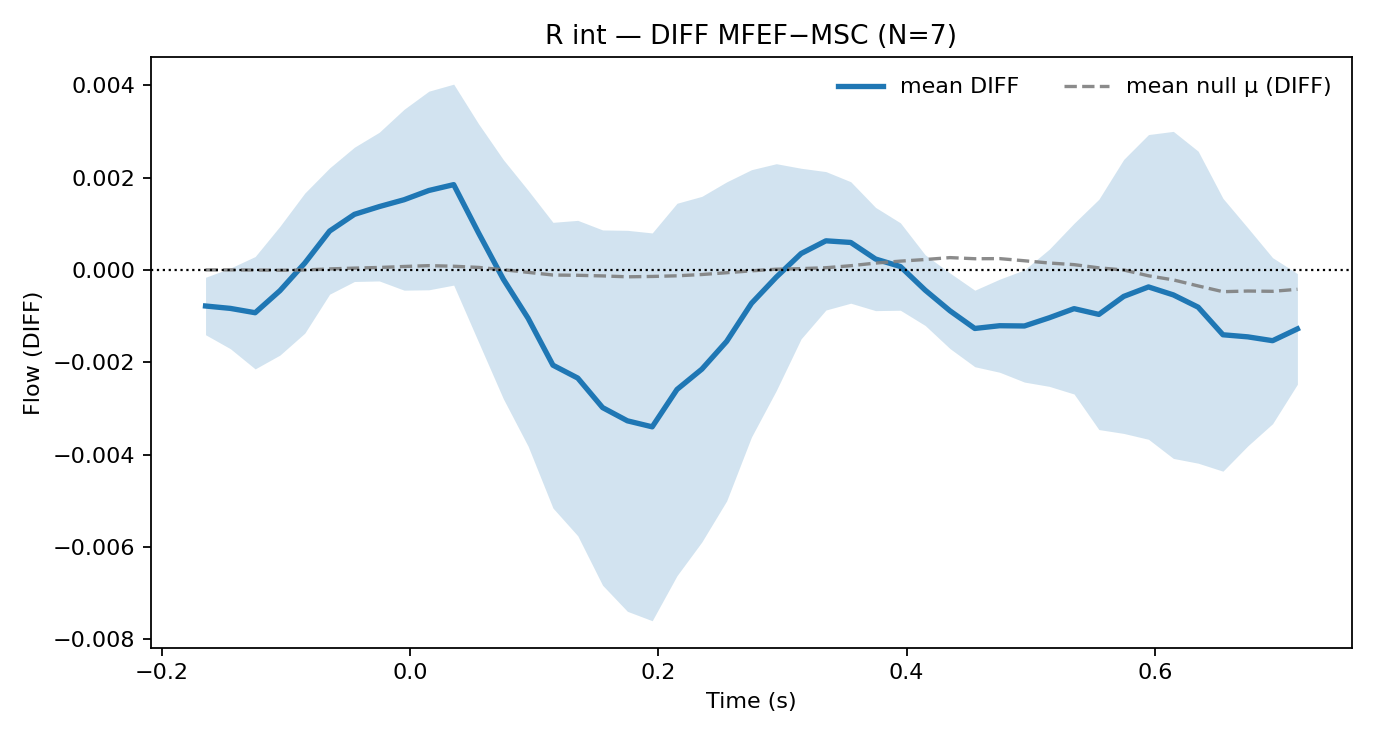 R int — DIFF MFEF−MSC (N=7)
mean DIFF
mean null μ (DIFF)
0.004
0.002
0.000
−0.002
−0.004
−0.006
−0.008
Flow (DIFF)
−0.2
0.0
0.2
0.4
0.6
Time (s)